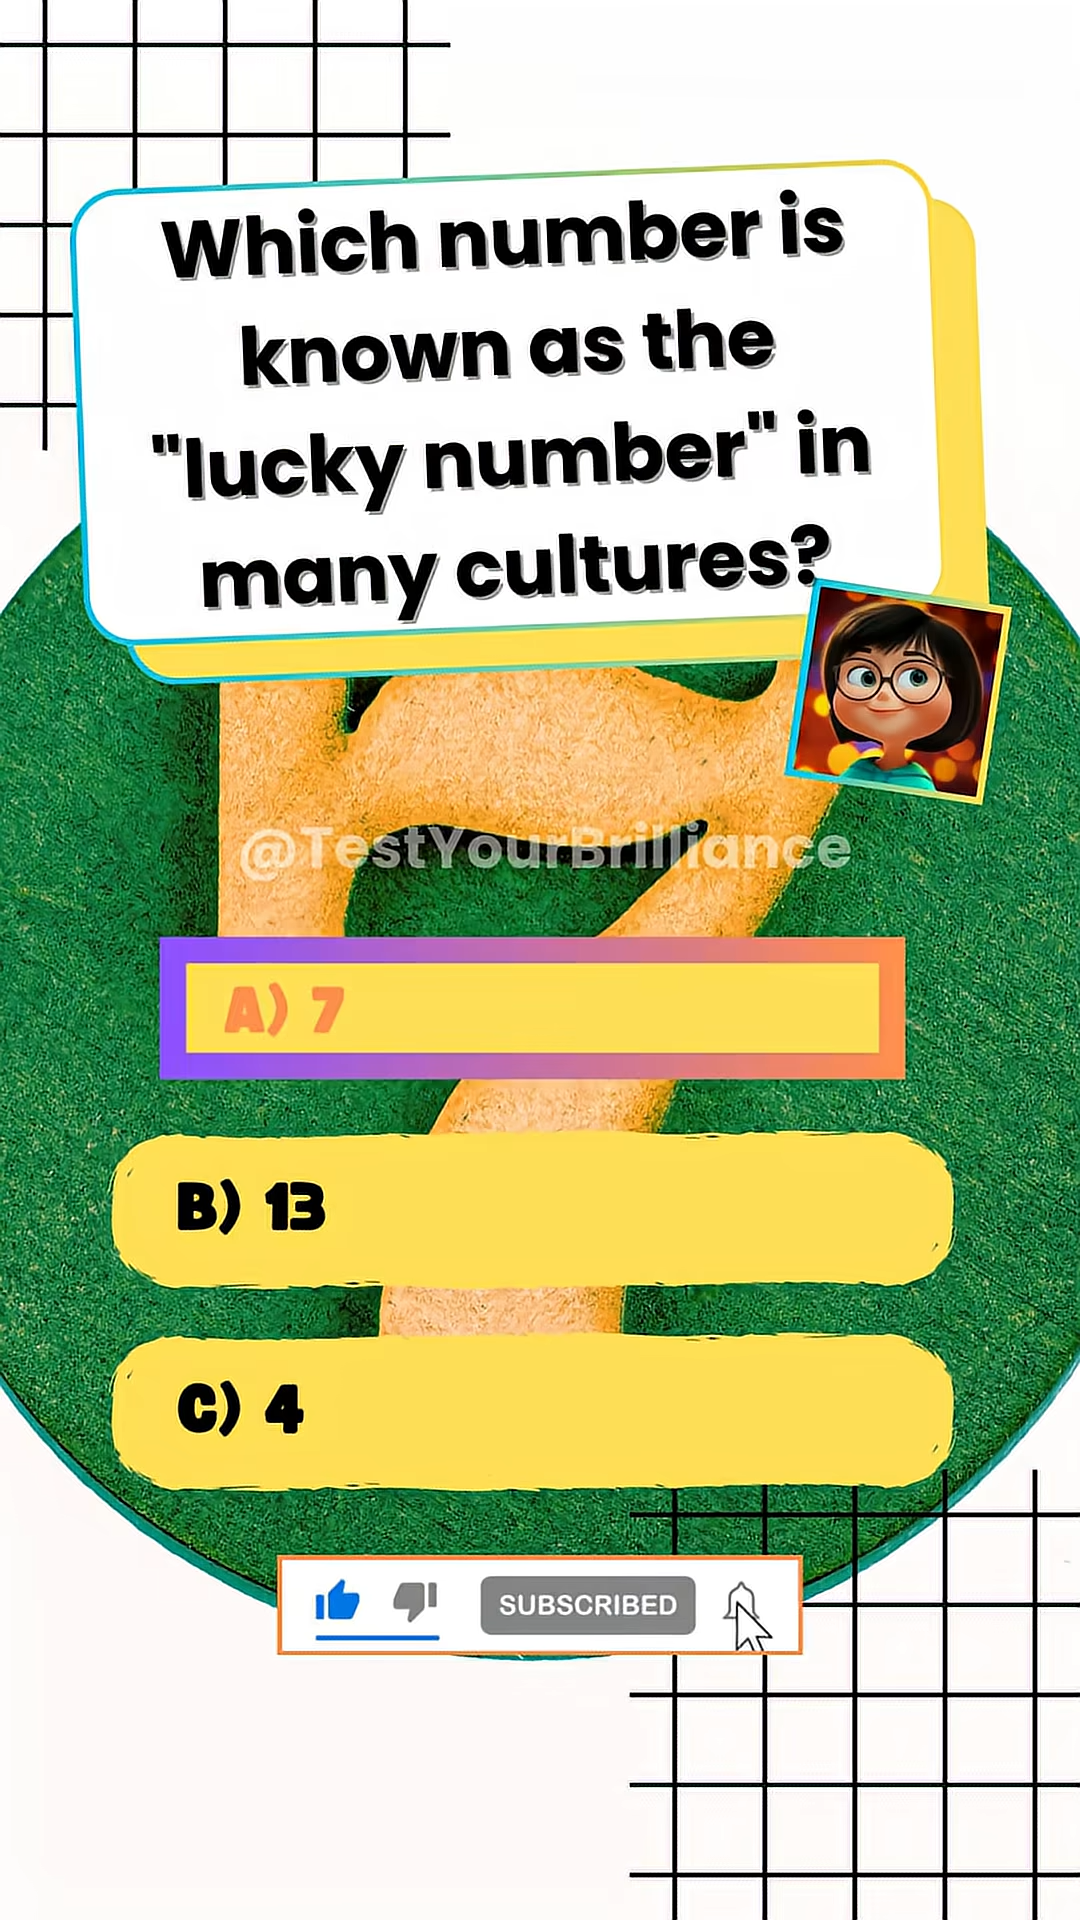 Which number is
known as the
"lucky number" in
many cultures?
@TestYourBrilliance
A) 7
B) 13
C) 4
SUBSCRIBED